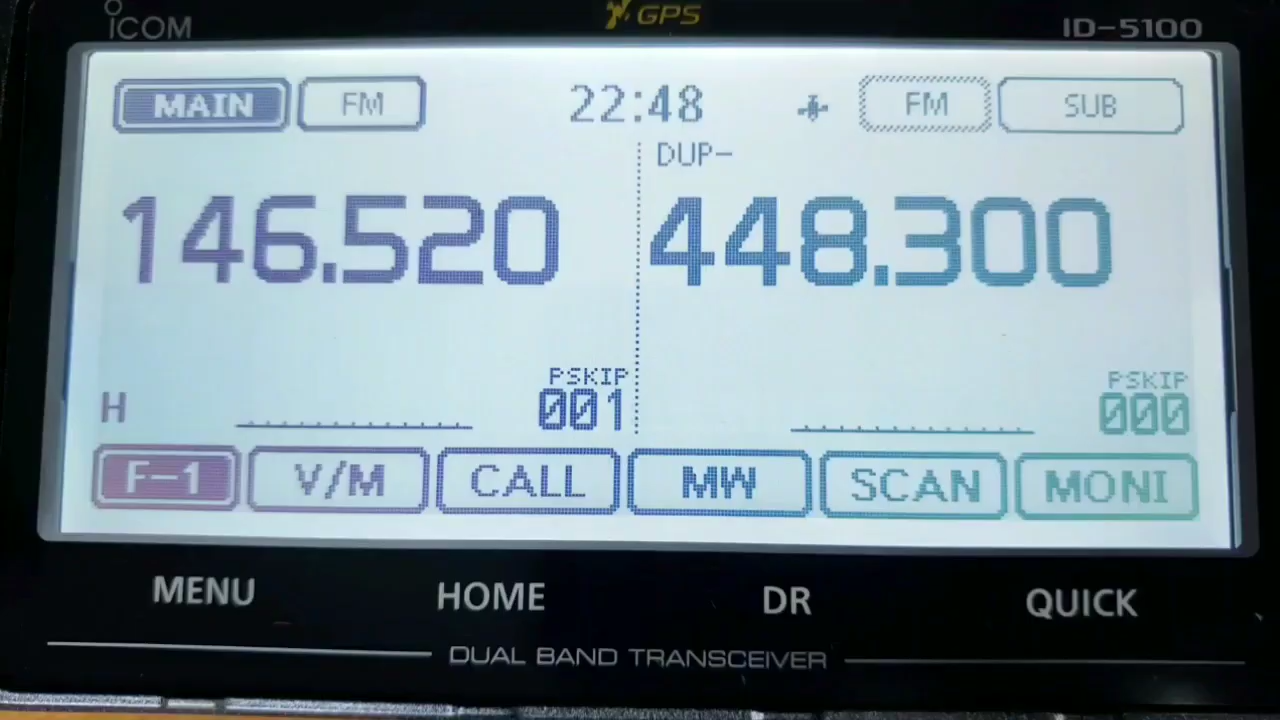 ICOM GPS ID-5100
MAIN FM 22:48 FM SUB
DUP-
146.520 448.300
PSKIP PSKIP
H 001 000
F-1 V/M CALL MW SCAN MONI
MENU HOME DR QUICK
DUAL BAND TRANSCEIVER